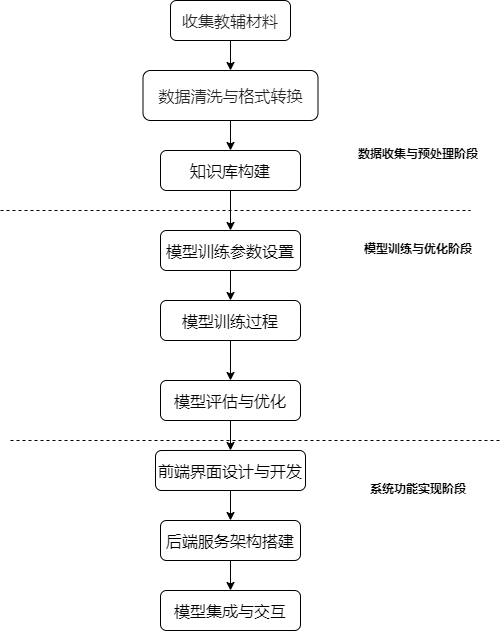 收集教辅材料
数据清洗与格式转换
数据收集与预处理阶段
知识库构建
模型训练参数设置
模型训练与优化阶段
模型训练过程
模型评估与优化
前端界面设计与开发
系统功能实现阶段
后端服务架构搭建
模型集成与交互